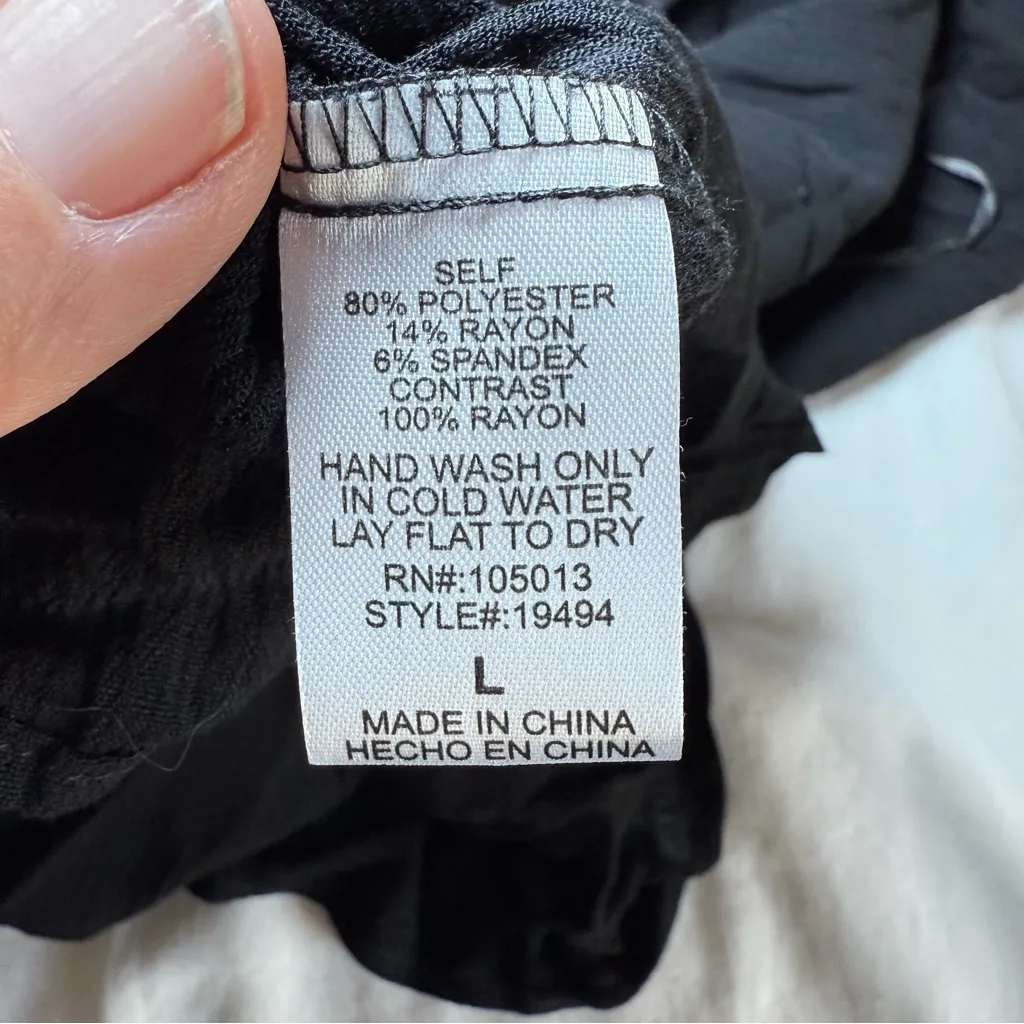 SELF
80% POLYESTER
14% RAYON
6% SPANDEX
CONTRAST
100% RAYON
HAND WASH ONLY
IN COLD WATER
LAY FLAT TO DRY
RN#:105013
STYLE#:19494
L
MADE IN CHINA
HECHO EN CHINA